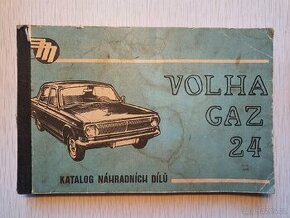 VOLHA
GAZ
24
KATALOG NÁHRADNÍCH DÍLŮ